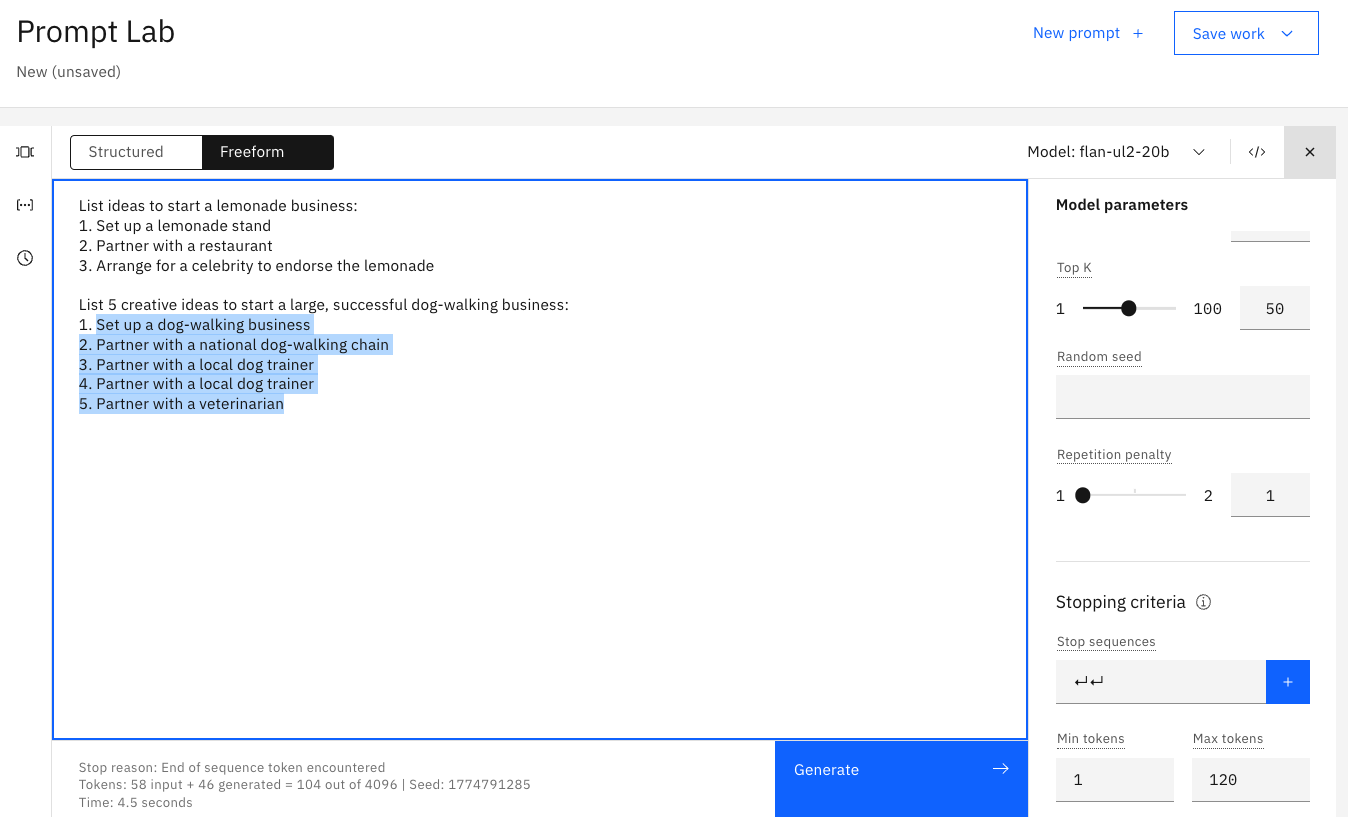 Prompt Lab
New prompt +
Save work
New (unsaved)
Structured
Freeform
Model: flan-ul2-20b
</>
×
List ideas to start a lemonade business:
1. Set up a lemonade stand
2. Partner with a restaurant
3. Arrange for a celebrity to endorse the lemonade
List 5 creative ideas to start a large, successful dog-walking business:
1. Set up a dog-walking business
2. Partner with a national dog-walking chain
3. Partner with a local dog trainer
4. Partner with a local dog trainer
5. Partner with a veterinarian
Stop reason: End of sequence token encountered
Tokens: 58 input + 46 generated = 104 out of 4096 | Seed: 1774791285
Time: 4.5 seconds
Generate →
Model parameters
Top K
1 100 50
Random seed
Repetition penalty
1 2 1
Stopping criteria
Stop sequences
↵↵ +
Min tokens Max tokens
1 120